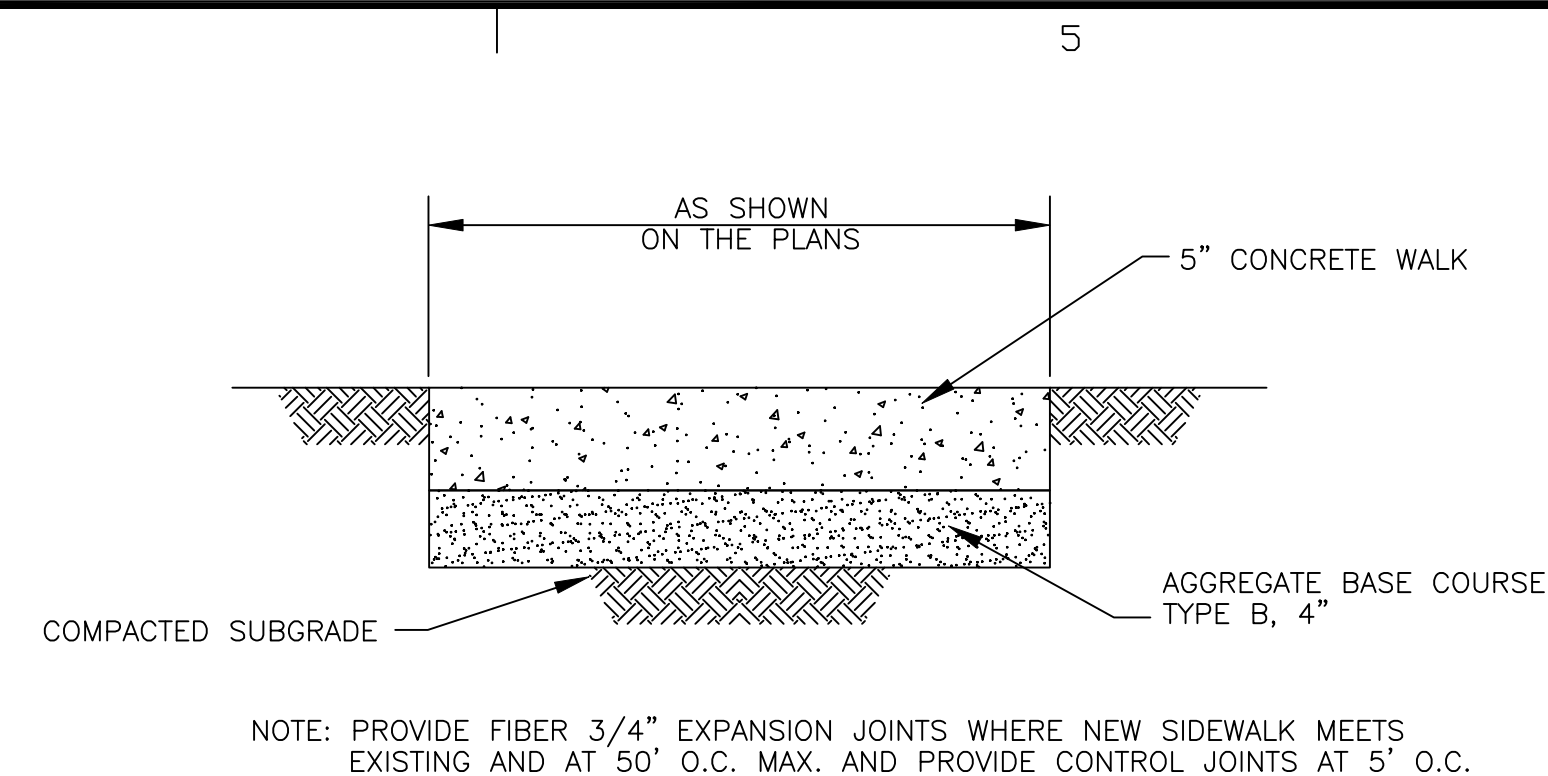 5
AS SHOWN
ON THE PLANS
5” CONCRETE WALK
AGGREGATE BASE COURSE
TYPE B, 4”
COMPACTED SUBGRADE
NOTE: PROVIDE FIBER 3/4” EXPANSION JOINTS WHERE NEW SIDEWALK MEETS
EXISTING AND AT 50’ O.C. MAX. AND PROVIDE CONTROL JOINTS AT 5’ O.C.